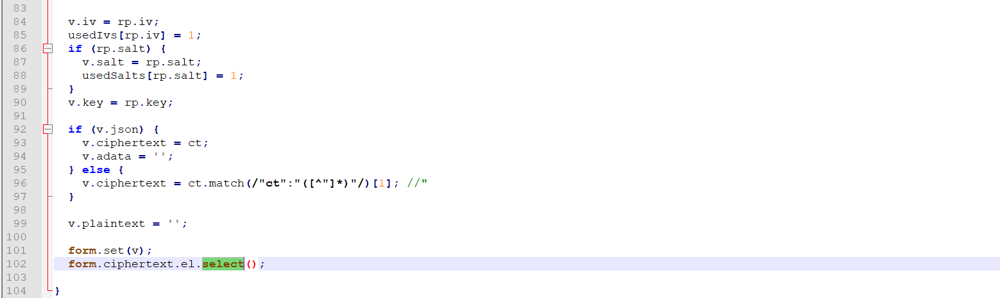 83
84 v.iv = rp.iv;
85 usedIvs[rp.iv] = 1;
86 if (rp.salt) {
87 v.salt = rp.salt;
88 usedSalts[rp.salt] = 1;
89 }
90 v.key = rp.key;
91
92 if (v.json) {
93 v.ciphertext = ct;
94 v.adata = '';
95 } else {
96 v.ciphertext = ct.match(/"ct":"([^"]*)"/)[1]; //"
97 }
98
99 v.plaintext = '';
100
101 form.set(v);
102 form.ciphertext.el.select();
103
104 }